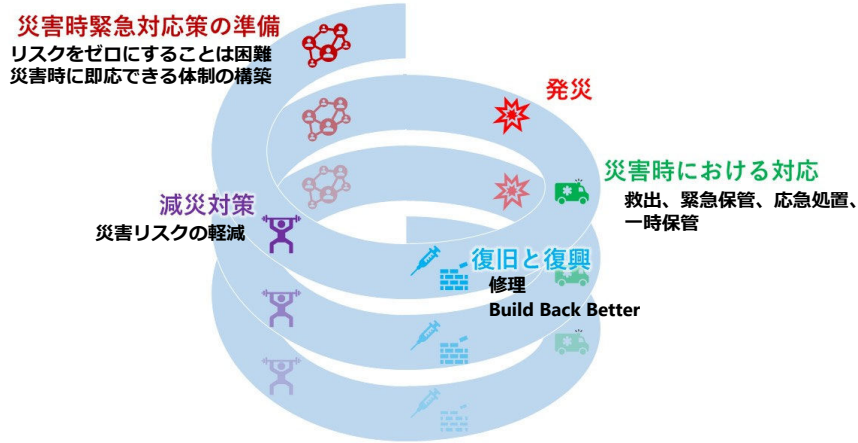 災害時緊急対応策の準備
リスクをゼロにすることは困難
災害時に即応できる体制の構築
発災
災害時における対応
救出、緊急保管、応急処置、
一時保管
減災対策
災害リスクの軽減
復旧と復興
修理
Build Back Better